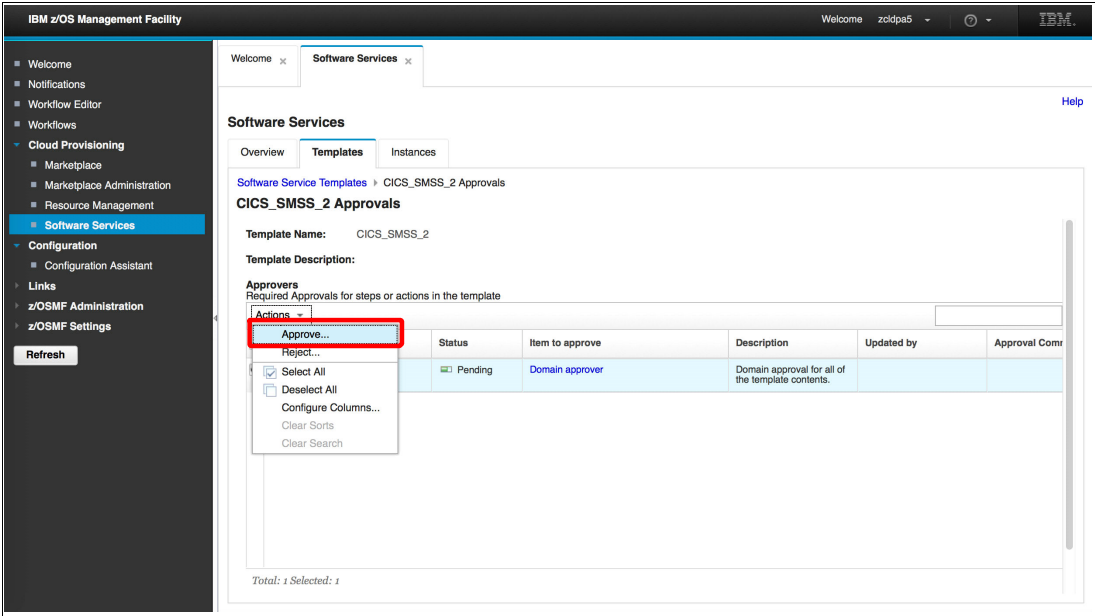 IBM z/OS Management Facility
Welcome zcldpa5
IBM.
Welcome
Notifications
Workflow Editor
Workflows
Cloud Provisioning
Marketplace
Marketplace Administration
Resource Management
Software Services
Configuration
Configuration Assistant
Links
z/OSMF Administration
z/OSMF Settings
Refresh
Welcome x
Software Services x
Help
Software Services
Overview Templates Instances
Software Service Templates CICS_SMSS_2 Approvals
CICS_SMSS_2 Approvals
Template Name: CICS_SMSS_2
Template Description:
Approvers
Required Approvals for steps or actions in the template
Actions
Approve...
Reject...
Select All
Deselect All
Configure Columns...
Clear Sorts
Clear Search
Status Item to approve Description Updated by Approval Comm
Pending Domain approver Domain approval for all of
the template contents.
Total: 1 Selected: 1